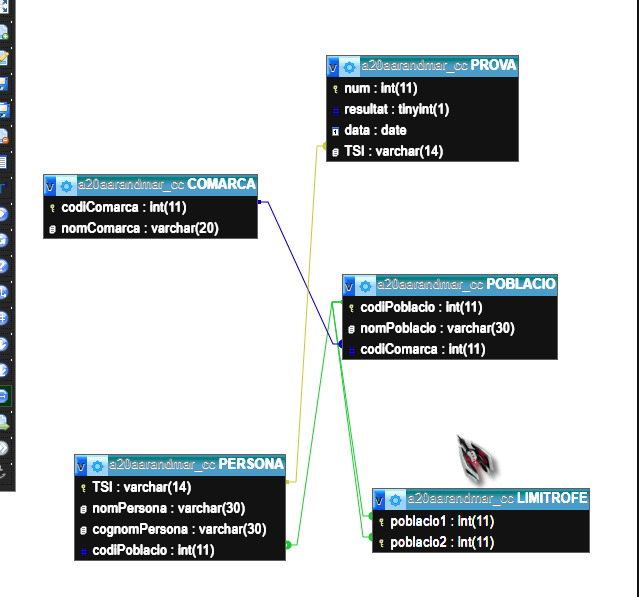 v a20aarandmar_cc PROVA
num : int(11)
resultat : tinyint(1)
data : date
TSI : varchar(14)
v a20aarandmar_cc COMARCA
codiComarca : int(11)
nomComarca : varchar(20)
v a20aarandmar_cc POBLACIO
codiPoblacio : int(11)
nomPoblacio : varchar(30)
codiComarca : int(11)
v a20aarandmar_cc PERSONA
TSI : varchar(14)
nomPersona : varchar(30)
cognomPersona : varchar(30)
codiPoblacio : int(11)
v a20aarandmar_cc LIMITROFE
poblacio1 : int(11)
poblacio2 : int(11)